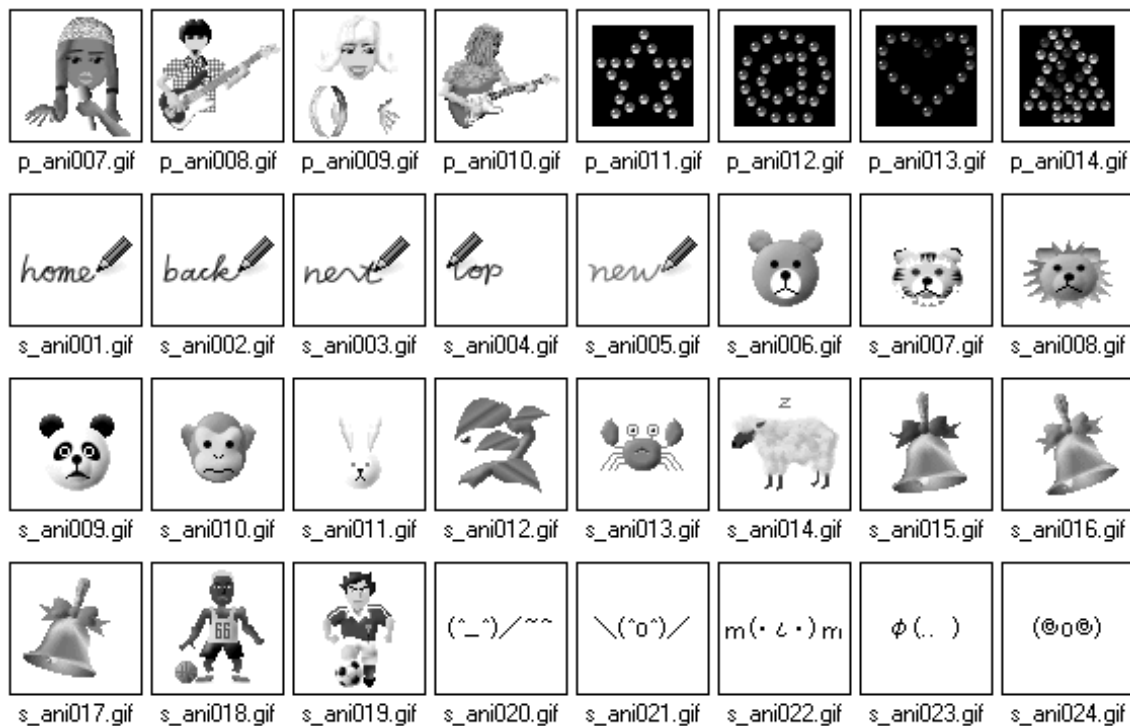 p_ani007.gif p_ani008.gif p_ani009.gif p_ani010.gif p_ani011.gif p_ani012.gif p_ani013.gif p_ani014.gif
home back next top new
s_ani001.gif s_ani002.gif s_ani003.gif s_ani004.gif s_ani005.gif s_ani006.gif s_ani007.gif s_ani008.gif
z
s_ani009.gif s_ani010.gif s_ani011.gif s_ani012.gif s_ani013.gif s_ani014.gif s_ani015.gif s_ani016.gif
66
(^_^)／~~ ＼(^o^)／ m(・ι・)m φ(.. ) (@o@)
s_ani017.gif s_ani018.gif s_ani019.gif s_ani020.gif s_ani021.gif s_ani022.gif s_ani023.gif s_ani024.gif